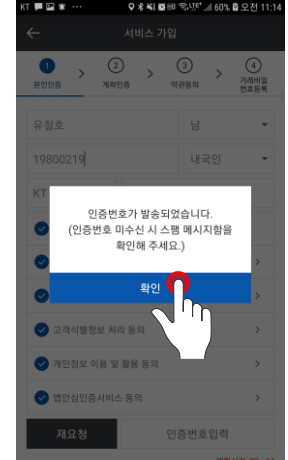 KT ... LTE 60% 오전 11:14
서비스 가입
1 2 3 4
본인인증 계좌인증 약관동의 거래비밀
번호등록
유철호 남
19800219 내국인
KT
인증번호가 발송되었습니다.
(인증번호 미수신 시 스팸 메시지함을
확인해 주세요.)
확인
고객식별정보 처리 동의
개인정보 이용 및 활용 동의
앱안심인증서비스 동의
재요청 인증번호입력